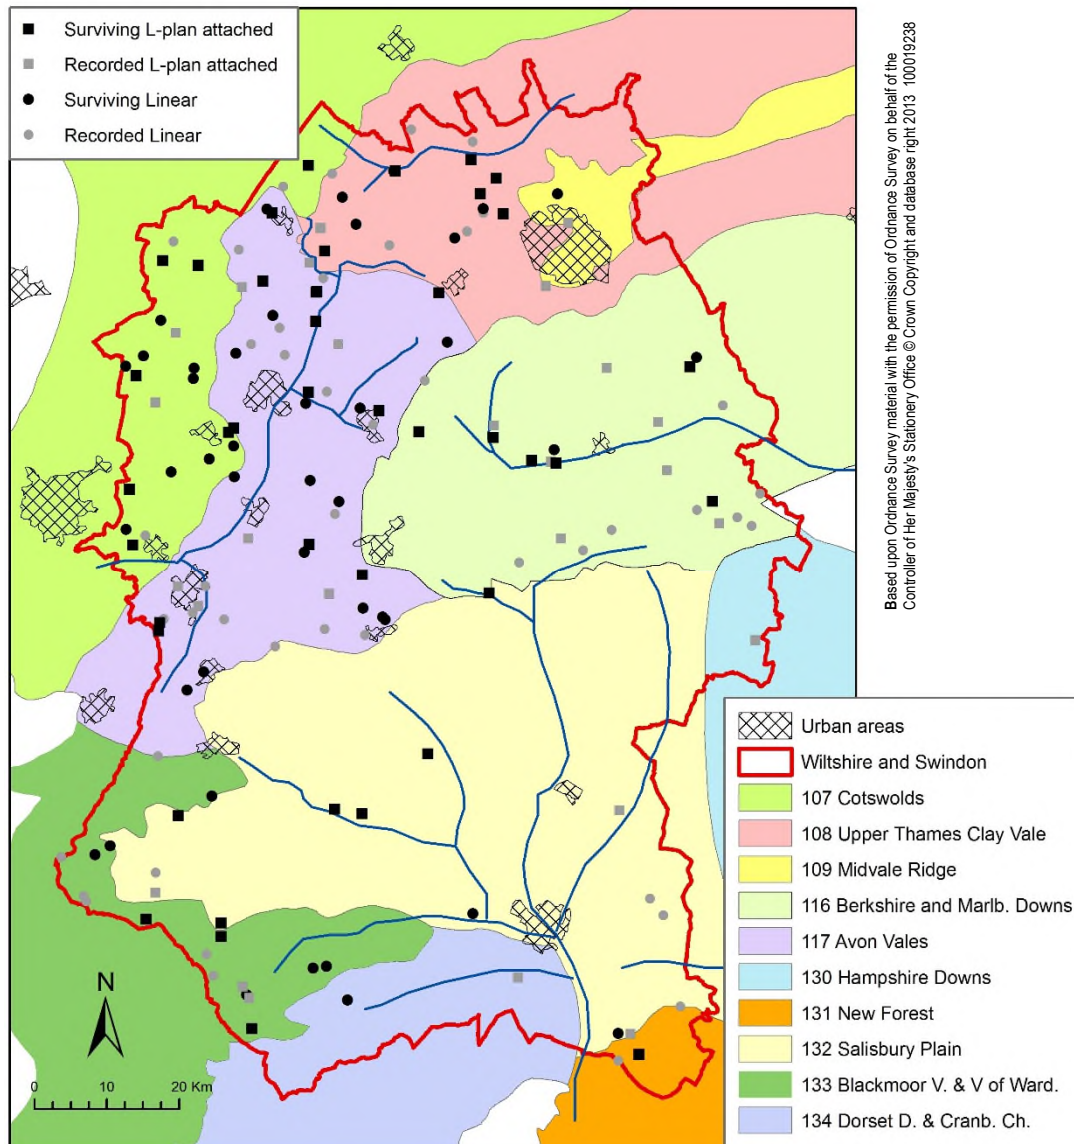 Surviving L-plan attached
Recorded L-plan attached
Surviving Linear
Recorded Linear
Based upon Ordnance Survey material with the permission of Ordnance Survey on behalf of the
Controller of Her Majesty's Stationery Office © Crown Copyright and database right 2013 100019238
Urban areas
Wiltshire and Swindon
107 Cotswolds
108 Upper Thames Clay Vale
109 Midvale Ridge
116 Berkshire and Marlb. Downs
117 Avon Vales
130 Hampshire Downs
131 New Forest
132 Salisbury Plain
133 Blackmoor V. & V of Ward.
134 Dorset D. & Cranb. Ch.
N
0 10 20 Km